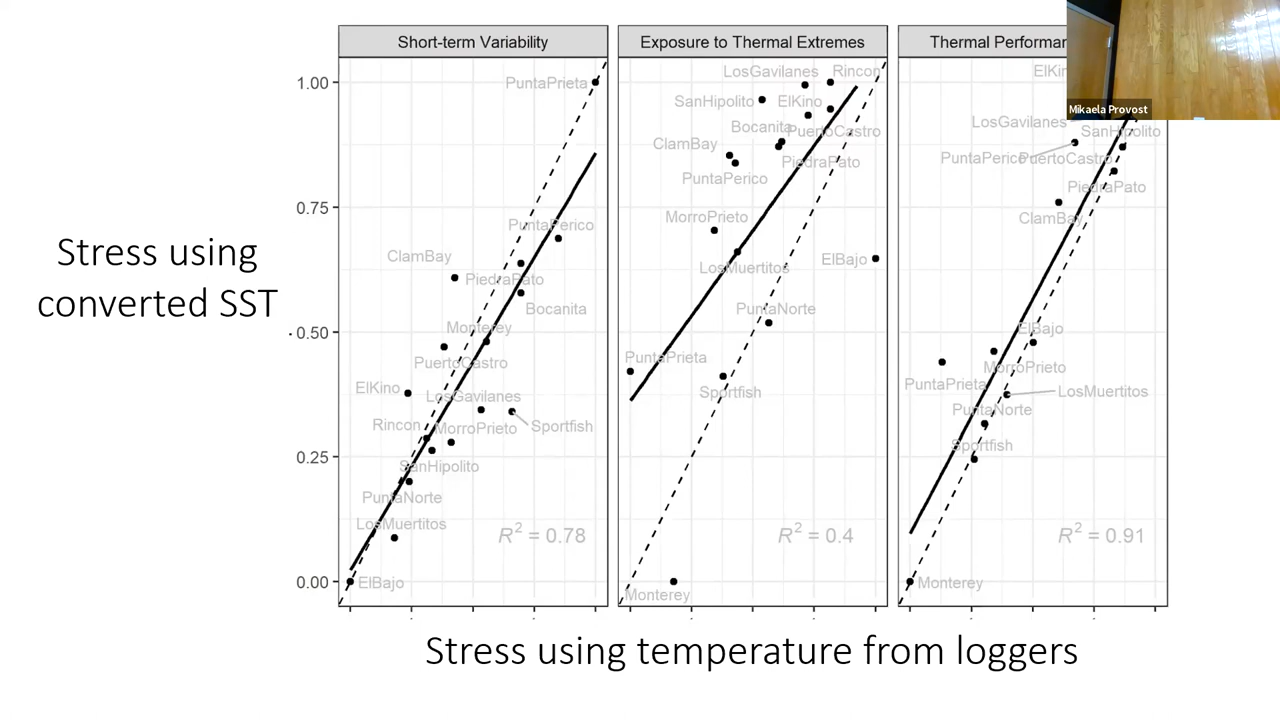 Short-term Variability
Exposure to Thermal Extremes
Thermal
Mikaela Provost
Stress using
converted SST
1.00
0.75
0.50
0.25
0.00
PuntaPrieta
PuntaPerico
ClamBay
PiedraPato
Bocanita
Monterey
PuertoCastro
ElKino
LosGavilanes
Rincon
MorroPrieto
Sportfish
SanHipolito
PuntaNorte
LosMuertitos
ElBajo
R² = 0.78
LosGavilanes
Rincon
SanHipolito
ElKino
Bocanita
PuertoCastro
ClamBay
PiedraPato
PuntaPerico
MorroPrieto
LosMuertitos
ElBajo
PuntaNorte
PuntaPrieta
Sportfish
Monterey
R² = 0.4
LosGavilanes
SanHipolito
PuntaPerico
PuertoCastro
PiedraPato
ClamBay
ElBajo
MorroPrieto
PuntaPrieta
LosMuertitos
PuntaNorte
Sportfish
Monterey
R² = 0.91
Stress using temperature from loggers